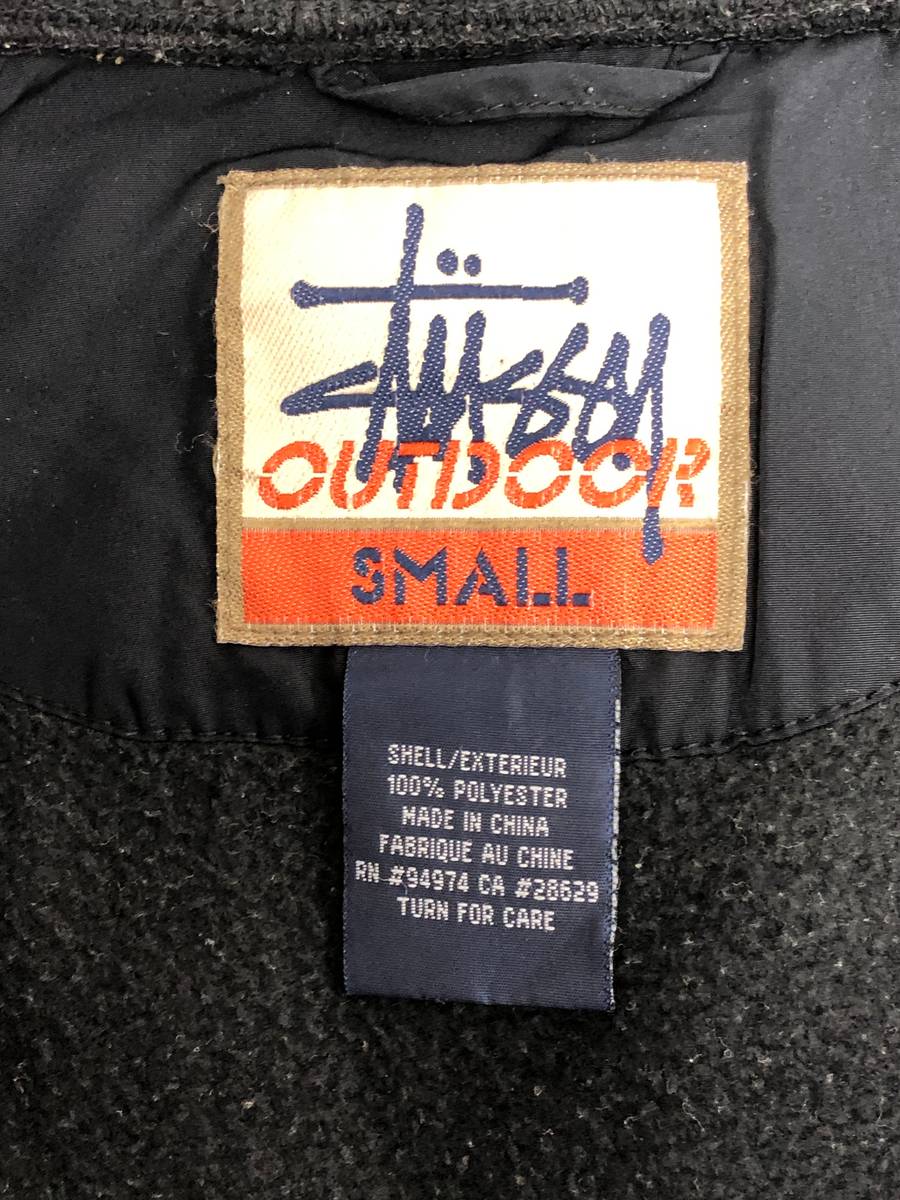 Stüssy
OUTDOOR
SMALL
SHELL/EXTERIEUR
100% POLYESTER
MADE IN CHINA
FABRIQUE AU CHINE
RN #94974 CA #28629
TURN FOR CARE